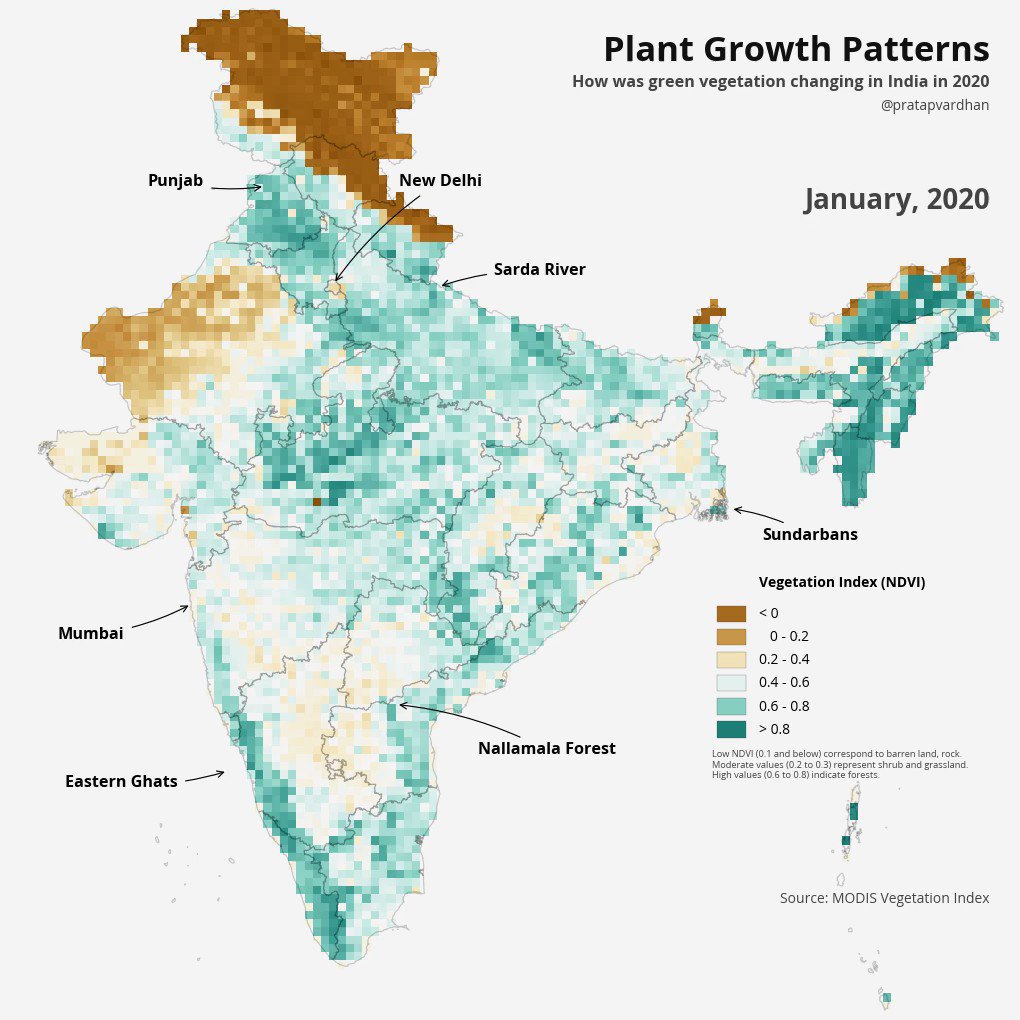 Plant Growth Patterns
How was green vegetation changing in India in 2020
@pratapvardhan
January, 2020
Punjab
New Delhi
Sarda River
Sundarbans
Mumbai
Nallamala Forest
Eastern Ghats
Vegetation Index (NDVI)
< 0
0 - 0.2
0.2 - 0.4
0.4 - 0.6
0.6 - 0.8
> 0.8
Low NDVI (0.1 and below) correspond to barren land, rock.
Moderate values (0.2 to 0.3) represent shrub and grassland.
High values (0.6 to 0.8) indicate forests.
Source: MODIS Vegetation Index